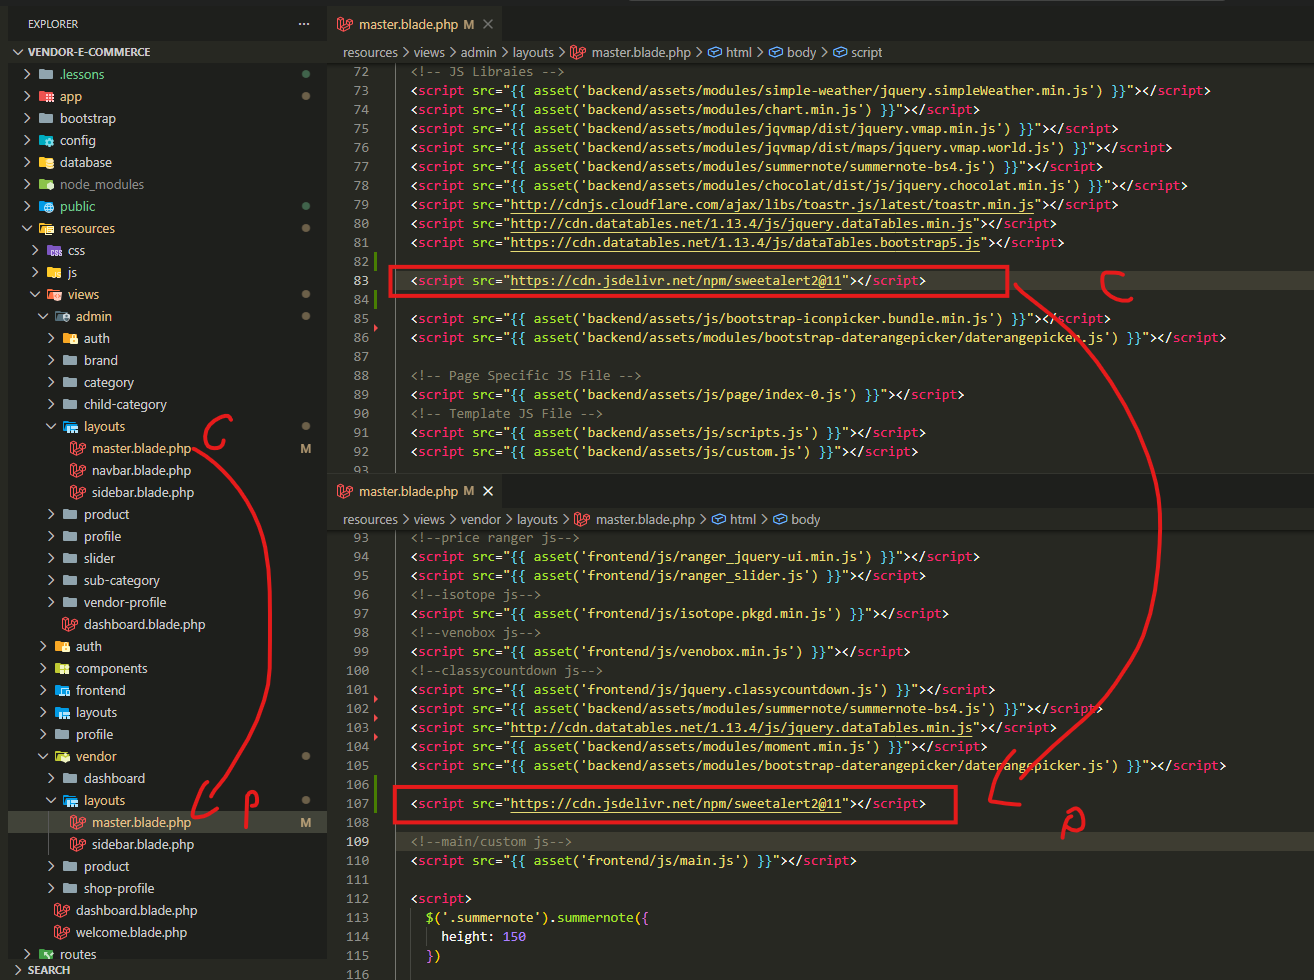 EXPLORER
...
VENDOR-E-COMMERCE
.lessons
app
bootstrap
config
database
node_modules
public
resources
css
js
views
admin
auth
brand
category
child-category
layouts
master.blade.php M
navbar.blade.php
sidebar.blade.php
product
profile
slider
sub-category
vendor-profile
dashboard.blade.php
auth
components
frontend
layouts
profile
vendor
dashboard
layouts
master.blade.php M
sidebar.blade.php
product
shop-profile
dashboard.blade.php
welcome.blade.php
routes
SEARCH
C
P
master.blade.php M
resources > views > admin > layouts > master.blade.php > html > body > script
72 <!-- JS Libraies -->
73 <script src="{{ asset('backend/assets/modules/simple-weather/jquery.simpleWeather.min.js') }}"></script>
74 <script src="{{ asset('backend/assets/modules/chart.min.js') }}"></script>
75 <script src="{{ asset('backend/assets/modules/jqvmap/dist/jquery.vmap.min.js') }}"></script>
76 <script src="{{ asset('backend/assets/modules/jqvmap/dist/maps/jquery.vmap.world.js') }}"></script>
77 <script src="{{ asset('backend/assets/modules/summernote/summernote-bs4.js') }}"></script>
78 <script src="{{ asset('backend/assets/modules/chocolat/dist/js/jquery.chocolat.min.js') }}"></script>
79 <script src="http://cdnjs.cloudflare.com/ajax/libs/toastr.js/latest/toastr.min.js"></script>
80 <script src="http://cdn.datatables.net/1.13.4/js/jquery.dataTables.min.js"></script>
81 <script src="https://cdn.datatables.net/1.13.4/js/dataTables.bootstrap5.js"></script>
82
83 <script src="https://cdn.jsdelivr.net/npm/sweetalert2@11"></script>
C
84
85 <script src="{{ asset('backend/assets/js/bootstrap-iconpicker.bundle.min.js') }}"></script>
86 <script src="{{ asset('backend/assets/modules/bootstrap-daterangepicker/daterangepicker.js') }}"></script>
87
88 <!-- Page Specific JS File -->
89 <script src="{{ asset('backend/assets/js/page/index-0.js') }}"></script>
90 <!-- Template JS File -->
91 <script src="{{ asset('backend/assets/js/scripts.js') }}"></script>
92 <script src="{{ asset('backend/assets/js/custom.js') }}"></script>
93
master.blade.php M
resources > views > vendor > layouts > master.blade.php > html > body
93 <!--price ranger js-->
94 <script src="{{ asset('frontend/js/ranger_jquery-ui.min.js') }}"></script>
95 <script src="{{ asset('frontend/js/ranger_slider.js') }}"></script>
96 <!--isotope js-->
97 <script src="{{ asset('frontend/js/isotope.pkgd.min.js') }}"></script>
98 <!--venobox js-->
99 <script src="{{ asset('frontend/js/venobox.min.js') }}"></script>
100 <!--classycountdown js-->
101 <script src="{{ asset('frontend/js/jquery.classycountdown.js') }}"></script>
102 <script src="{{ asset('backend/assets/modules/summernote/summernote-bs4.js') }}"></script>
103 <script src="http://cdn.datatables.net/1.13.4/js/jquery.dataTables.min.js"></script>
104 <script src="{{ asset('backend/assets/modules/moment.min.js') }}"></script>
105 <script src="{{ asset('backend/assets/modules/bootstrap-daterangepicker/daterangepicker.js') }}"></script>
106
107 <script src="https://cdn.jsdelivr.net/npm/sweetalert2@11"></script>
P
108
109 <!--main/custom js-->
110 <script src="{{ asset('frontend/js/main.js') }}"></script>
111
112 <script>
113 $('.summernote').summernote({
114 height: 150
115 })
116